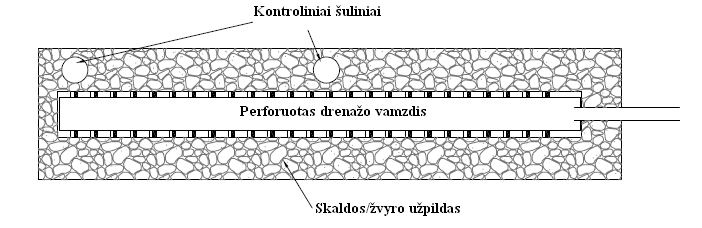 Kontroliniai šuliniai
Perforuotas drenažo vamzdis
Skaldos/žvyro užpildas